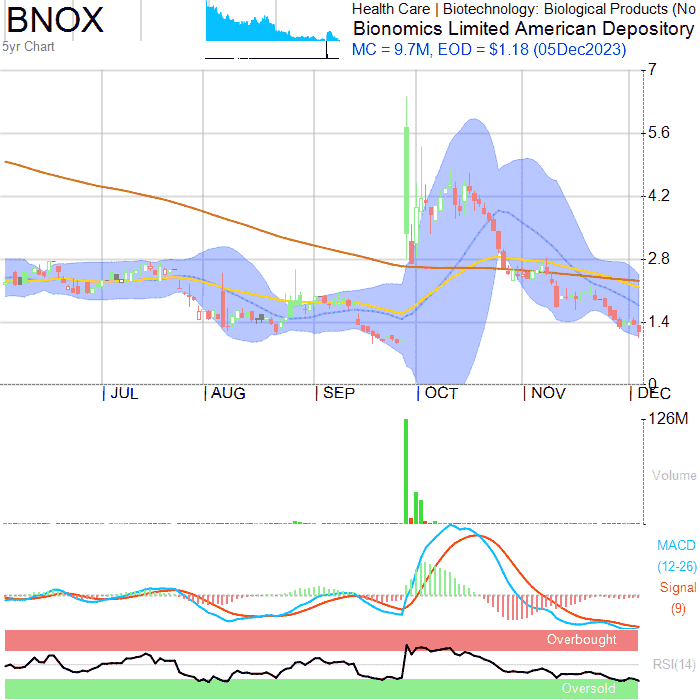 BNOX
5yr Chart
Health Care | Biotechnology: Biological Products (No
Bionomics Limited American Depository
MC = 9.7M, EOD = $1.18 (05Dec2023)
7
5.6
4.2
2.8
1.4
0
JUL AUG SEP OCT NOV DEC
126M
Volume
MACD
(12-26)
Signal
(9)
Overbought
RSI(14)
Oversold